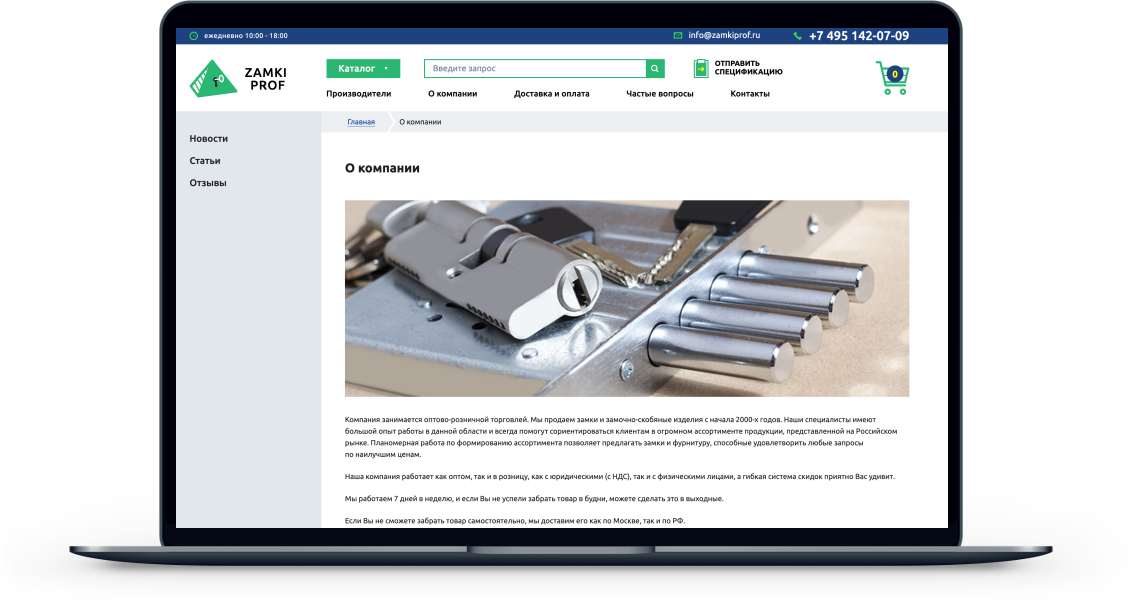 ежедневно 10:00 - 18:00
info@zamkiprof.ru
+7 495 142-07-09
ZAMKI
PROF
Каталог
Введите запрос
ОТПРАВИТЬ
СПЕЦИФИКАЦИЮ
0
Производители
О компании
Доставка и оплата
Частые вопросы
Контакты
Новости
Статьи
Отзывы
Главная
О компании
О компании
Компания занимается оптово-розничной торговлей. Мы продаем замки и замочно-скобяные изделия с начала 2000-х годов. Наши специалисты имеют
большой опыт работы в данной области и всегда помогут сориентироваться клиентам в огромном ассортименте продукции, представленной на Российском
рынке. Планомерная работа по формированию ассортимента позволяет предлагать замки и фурнитуру, способные удовлетворить любые запросы
по наилучшим ценам.
Наша компания работает как оптом, так и в розницу, как с юридическими (с НДС), так и с физическими лицами, а гибкая система скидок приятно Вас удивит.
Мы работаем 7 дней в неделю, и если Вы не успели забрать товар в будни, можете сделать это в выходные.
Если Вы не сможете забрать товар самостоятельно, мы доставим его как по Москве, так и по РФ.